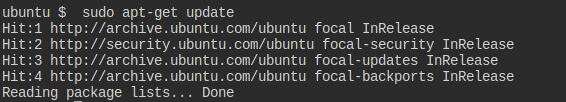 ubuntu $  sudo apt-get update
Hit:1 http://archive.ubuntu.com/ubuntu focal InRelease
Hit:2 http://security.ubuntu.com/ubuntu focal-security InRelease
Hit:3 http://archive.ubuntu.com/ubuntu focal-updates InRelease
Hit:4 http://archive.ubuntu.com/ubuntu focal-backports InRelease
Reading package lists... Done